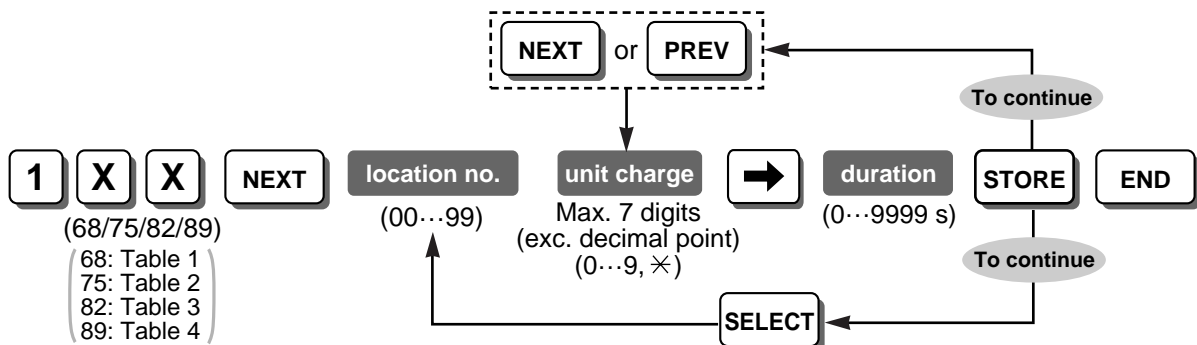 NEXT or PREV
To continue
1 X X NEXT location no. unit charge ➡ duration STORE END
(68/75/82/89) (00···99) Max. 7 digits (0···9999 s)
(exc. decimal point)
(0···9, ✳)
68: Table 1
75: Table 2
82: Table 3
89: Table 4
To continue
SELECT